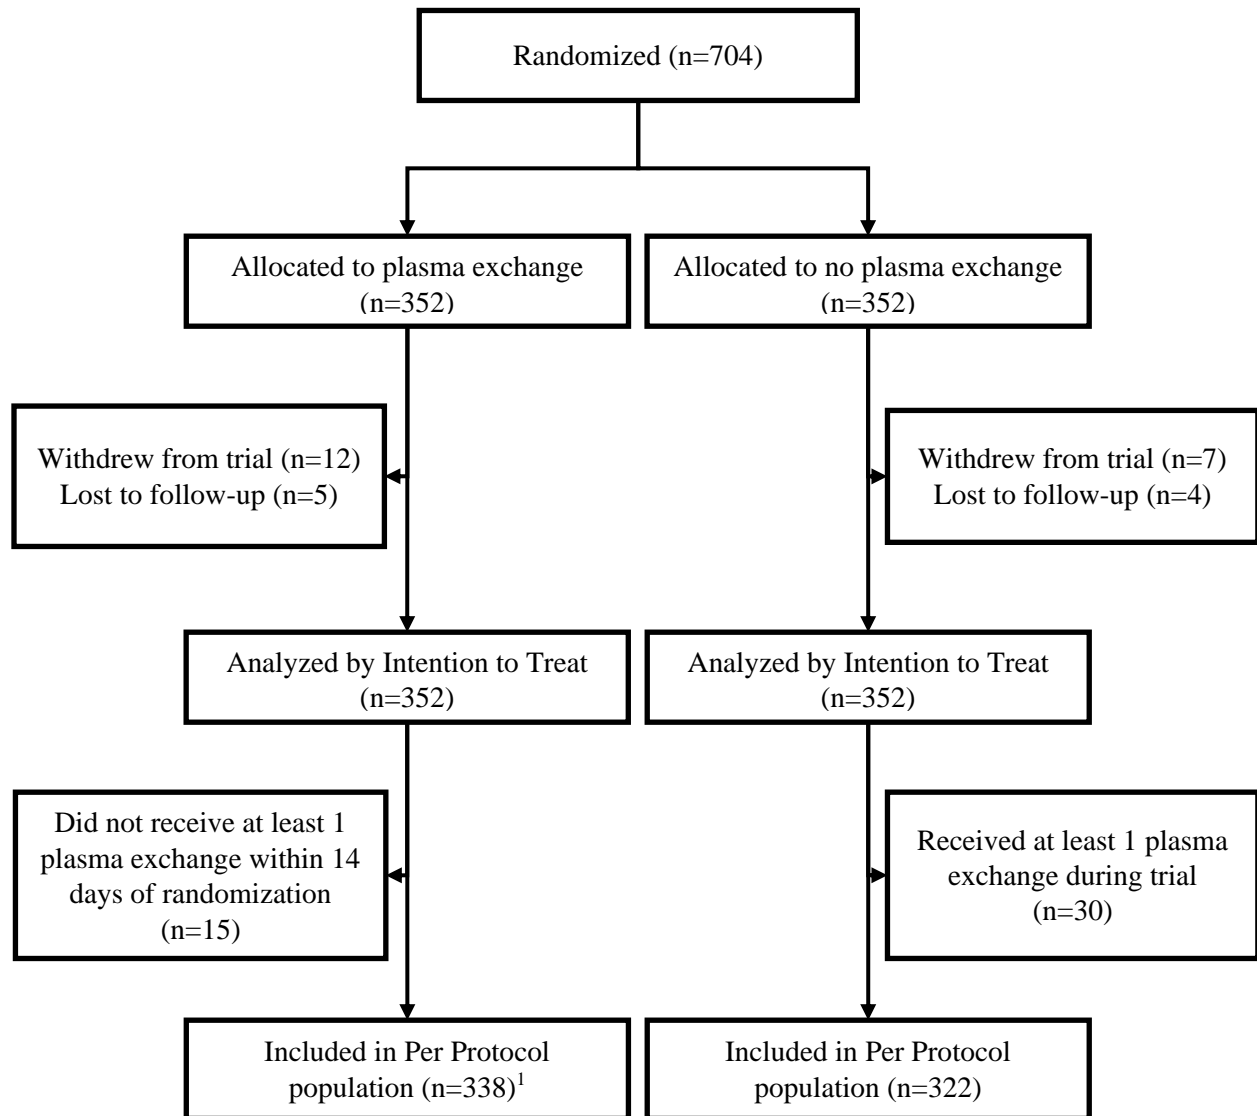 Randomized (n=704)
Allocated to plasma exchange
(n=352)
Allocated to no plasma exchange
(n=352)
Withdrew from trial (n=12)
Lost to follow-up (n=5)
Withdrew from trial (n=7)
Lost to follow-up (n=4)
Analyzed by Intention to Treat
(n=352)
Analyzed by Intention to Treat
(n=352)
Did not receive at least 1
plasma exchange within 14
days of randomization
(n=15)
Received at least 1 plasma
exchange during trial
(n=30)
Included in Per Protocol
population (n=338)¹
Included in Per Protocol
population (n=322)